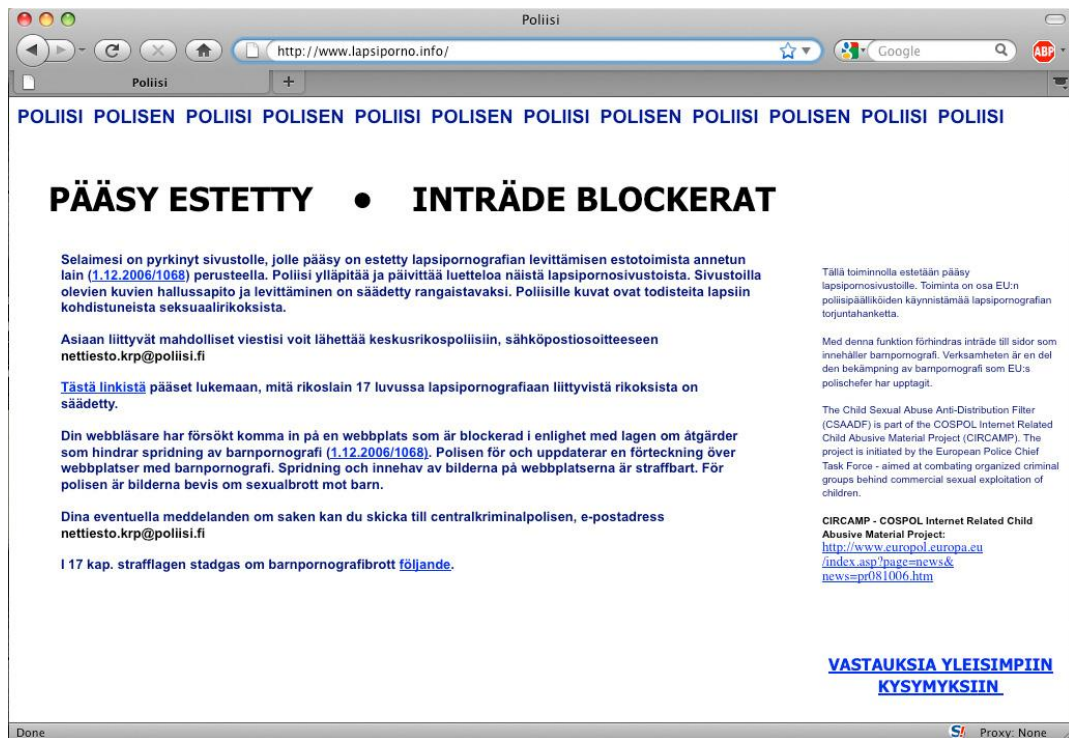 Poliisi
http://www.lapsiporno.info/
Google
ABP
Poliisi
+
POLIISI POLISEN POLIISI POLISEN POLIISI POLISEN POLIISI POLISEN POLIISI POLISEN POLIISI POLIISI
PÄÄSY ESTETTY • INTRÄDE BLOCKERAT
Selaimesi on pyrkinyt sivustolle, jolle pääsy on estetty lapsipornografian levittämisen estotoimista annetun
lain (1.12.2006/1068) perusteella. Poliisi ylläpitää ja päivittää luetteloa näistä lapsipornosivustoista. Sivustoilla
olevien kuvien hallussapito ja levittäminen on säädetty rangaistavaksi. Poliisille kuvat ovat todisteita lapsiin
kohdistuneista seksuaalirikoksista.
Asiaan liittyvät mahdolliset viestisi voit lähettää keskusrikospoliisiin, sähköpostiosoitteeseen
nettiesto.krp@poliisi.fi
Tästä linkistä pääset lukemaan, mitä rikoslain 17 luvussa lapsipornografiaan liittyvistä rikoksista on
säädetty.
Din webbläsare har försökt komma in på en webbplats som är blockerad i enlighet med lagen om åtgärder
som hindrar spridning av barnpornografi (1.12.2006/1068). Polisen för och uppdaterar en förteckning över
webbplatser med barnpornografi. Spridning och innehav av bilderna på webbplatserna är straffbart. För
polisen är bilderna bevis om sexualbrott mot barn.
Dina eventuella meddelanden om saken kan du skicka till centralkriminalpolisen, e-postadress
nettiesto.krp@poliisi.fi
I 17 kap. strafflagen stadgas om barnpornografibrott följande.
Tällä toiminnolla estetään pääsy
lapsipornosivustoille. Toiminta on osa EU:n
poliisipäälliköiden käynnistämää lapsipornografian
torjuntahanketta.
Med denna funktion förhindras inträde till sidor som
innehåller barnpornografi. Verksamheten är en del
den bekämpning av barnpornografi som EU:s
polischefer har upptagit.
The Child Sexual Abuse Anti-Distribution Filter
(CSAADF) is part of the COSPOL Internet Related
Child Abusive Material Project (CIRCAMP). The
project is initiated by the European Police Chief
Task Force - aimed at combating organized criminal
groups behind commercial sexual exploitation of
children.
CIRCAMP - COSPOL Internet Related Child
Abusive Material Project:
http://www.europol.europa.eu
/index.asp?page=news&
news=pr081006.htm
VASTAUKSIA YLEISIMPIIN
KYSYMYKSIIN
Done
S! Proxy: None